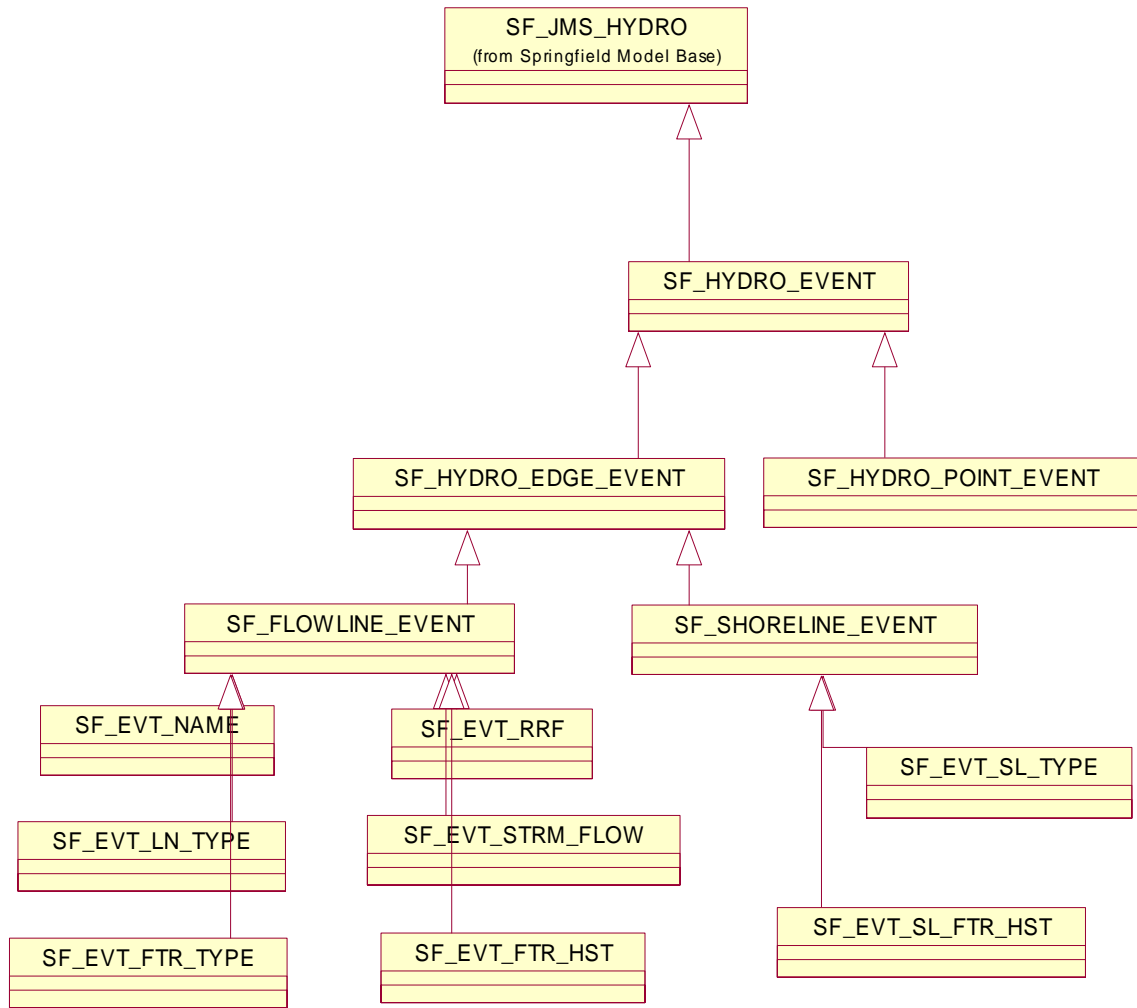 SF_JMS_HYDRO
(from Springfield Model Base)
SF_HYDRO_EVENT
SF_HYDRO_EDGE_EVENT
SF_HYDRO_POINT_EVENT
SF_FLOWLINE_EVENT
SF_SHORELINE_EVENT
SF_EVT_NAME
SF_EVT_RRF
SF_EVT_SL_TYPE
SF_EVT_LN_TYPE
SF_EVT_STRM_FLOW
SF_EVT_SL_FTR_HST
SF_EVT_FTR_TYPE
SF_EVT_FTR_HST